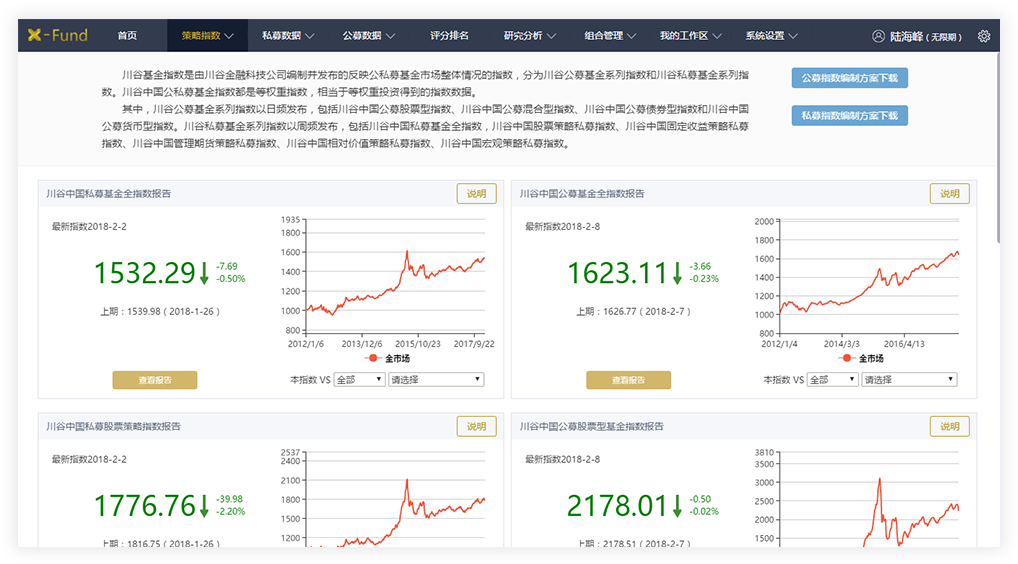 X-Fund 首页 策略指数 私募数据 公募数据 评分排名 研究分析 组合管理 我的工作区 系统设置 陆海峰 ( 无限期 )
川谷基金指数是由川谷金融科技公司编制开发布的反映公私募基金市场整体情况的指数，分为川谷公募基金系列指数和川谷私募基金系列指
数。川谷中国公私募基金指数都是等权重指数，相当于等权重投资得到的指数数据。
其中，川谷公募基金系列指数以日频发布，包括川谷中国公募股票型指数、川谷中国公募混合型指数、川谷中国公募债券型指数和川谷中国
公募货币型指数。川谷私募基金系列指数以周频发布，包括川谷中国私募基金全指数，川谷中国股票策略私募指数、川谷中国固定收益策略私募
指数、川谷中国管理期货策略私募指数、川谷中国相对价值策略私募指数、川谷中国宏观策略私募指数。
公募指数编制方案下载
私募指数编制方案下载
川谷中国私募基金全指数报告 说明
最新指数2018-2-2
1532.29 -7.69
-0.50%
上期：1539.98 ( 2018-1-26 )
查看报告
1935
1800
1600
1400
1200
1000
800
2012/1/6 2013/12/6 2015/10/23 2017/9/22
全市场
本指数 VS 全部 请选择
川谷中国公募基金全指数报告 说明
最新指数2018-2-8
1623.11 -3.66
-0.23%
上期：1626.77 ( 2018-2-7 )
查看报告
2000
1800
1600
1400
1200
1000
800
2012/1/4 2014/3/3 2016/4/13
全市场
本指数 VS 全部 请选择
川谷中国私募股票策略指数报告 说明
最新指数2018-2-2
1776.76 -39.98
-2.20%
上期：1816.75 ( 2018-1-26 )
2537
2400
2100
1800
1500
1200
川谷中国公募股票型基金指数报告 说明
最新指数2018-2-8
2178.01 -0.50
-0.02%
上期：2178.51 ( 2018-2-7 )
3810
3500
3000
2500
2000
1500